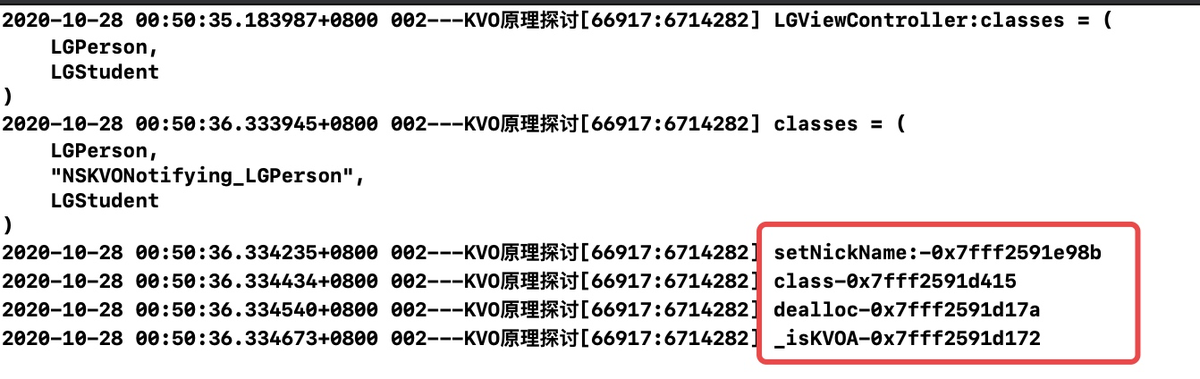 2020-10-28 00:50:35.183987+0800 002---KVO原理探讨[66917:6714282] LGViewController:classes = (
    LGPerson,
    LGStudent
)
2020-10-28 00:50:36.333945+0800 002---KVO原理探讨[66917:6714282] classes = (
    LGPerson,
    "NSKVONotifying_LGPerson",
    LGStudent
)
2020-10-28 00:50:36.334235+0800 002---KVO原理探讨[66917:6714282] setNickName:-0x7fff2591e98b
2020-10-28 00:50:36.334434+0800 002---KVO原理探讨[66917:6714282] class-0x7fff2591d415
2020-10-28 00:50:36.334540+0800 002---KVO原理探讨[66917:6714282] dealloc-0x7fff2591d17a
2020-10-28 00:50:36.334673+0800 002---KVO原理探讨[66917:6714282] _isKVOA-0x7fff2591d172